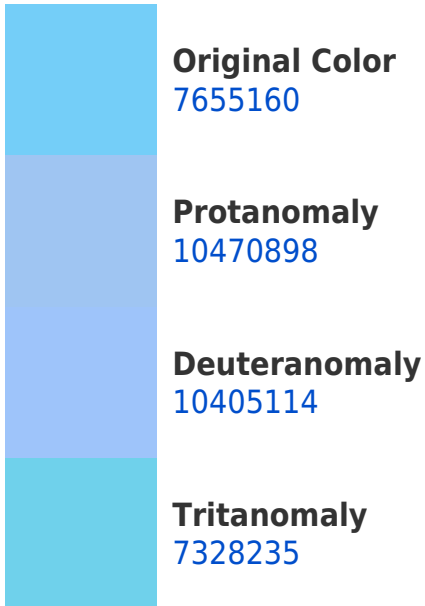 Original Color
7655160
Protanomaly
10470898
Deuteranomaly
10405114
Tritanomaly
7328235